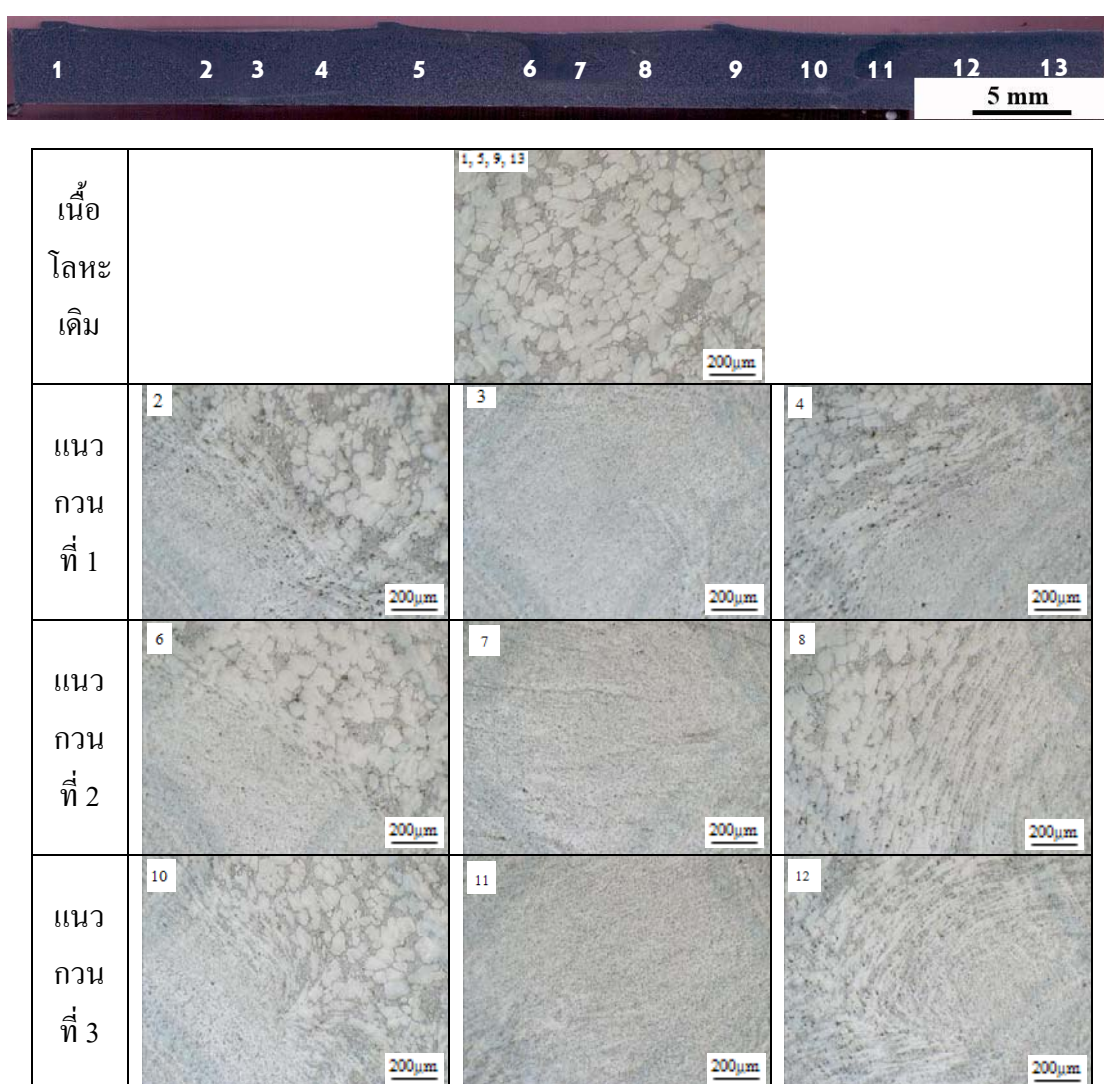 1 2 3 4 5 6 7 8 9 10 11 12 13
5 mm
1, 5, 9, 13
เนื้อ
โลหะ
เดิม
200μm
2
3
4
แนว
กวน
ที่ 1
200μm
200μm
200μm
6
7
8
แนว
กวน
ที่ 2
200μm
200μm
200μm
10
11
12
แนว
กวน
ที่ 3
200μm
200μm
200μm